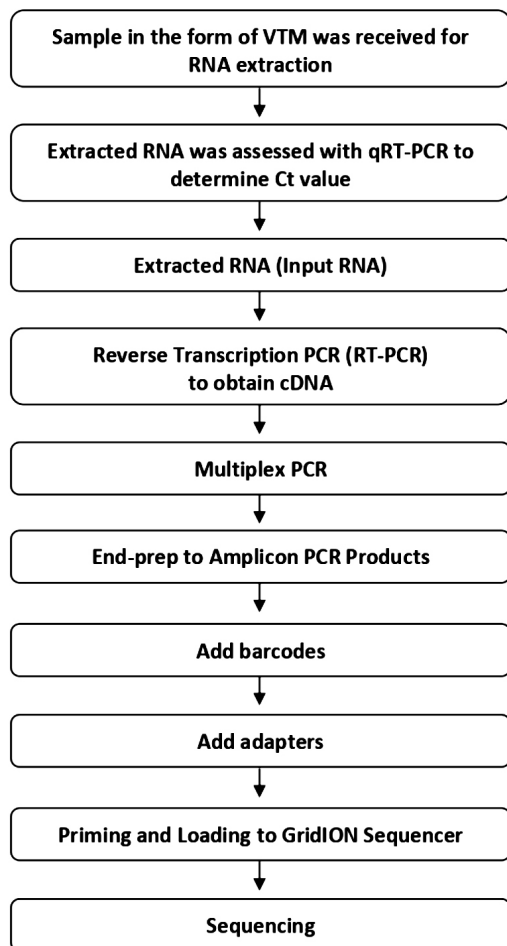 Sample in the form of VTM was received for
RNA extraction
Extracted RNA was assessed with qRT-PCR to
determine Ct value
Extracted RNA (Input RNA)
Reverse Transcription PCR (RT-PCR)
to obtain cDNA
Multiplex PCR
End-prep to Amplicon PCR Products
Add barcodes
Add adapters
Priming and Loading to GridION Sequencer
Sequencing